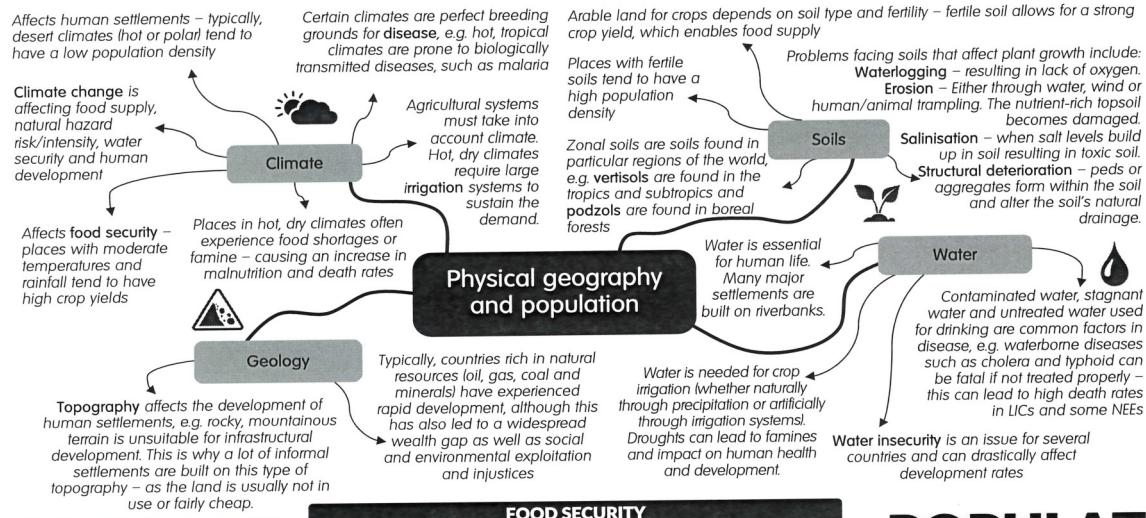 Affects human settlements – typically,
desert climates (hot or polar) tend to
have a low population density
Certain climates are perfect breeding
grounds for disease, e.g. hot, tropical
climates are prone to biologically
transmitted diseases, such as malaria
Climate change is
affecting food supply,
natural hazard
risk/intensity, water
security and human
development
Climate
Agricultural systems
must take into
account climate.
Hot, dry climates
require large
irrigation systems to
sustain the
demand.
Affects food security –
places with moderate
temperatures and
rainfall tend to have
high crop yields
Places in hot, dry climates often
experience food shortages or
famine – causing an increase in
malnutrition and death rates
Arable land for crops depends on soil type and fertility – fertile soil allows for a strong
crop yield, which enables food supply
Places with fertile
soils tend to have a
high population
density
Soils
Problems facing soils that affect plant growth include:
Waterlogging – resulting in lack of oxygen.
Erosion – Either through water, wind or
human/animal trampling. The nutrient-rich topsoil
becomes damaged.
Salinisation – when salt levels build
up in soil resulting in toxic soil.
Structural deterioration – peds or
aggregates form within the soil
and alter the soil's natural
drainage.
Zonal soils are soils found in
particular regions of the world,
e.g. vertisols are found in the
tropics and subtropics and
podzols are found in boreal
forests
Physical geography
and population
Water is essential
for human life.
Many major
settlements are
built on riverbanks.
Water
Contaminated water, stagnant
water and untreated water used
for drinking are common factors in
disease, e.g. waterborne diseases
such as cholera and typhoid can
be fatal if not treated properly –
this can lead to high death rates
in LICs and some NEEs
Geology
Topography affects the development of
human settlements, e.g. rocky, mountainous
terrain is unsuitable for infrastructural
development. This is why a lot of informal
settlements are built on this type of
topography – as the land is usually not in
use or fairly cheap.
Typically, countries rich in natural
resources (oil, gas, coal and
minerals) have experienced
rapid development, although this
has also led to a widespread
wealth gap as well as social
and environmental exploitation
and injustices
Water is needed for crop
irrigation (whether naturally
through precipitation or artificially
through irrigation systems).
Droughts can lead to famines
and impact on human health
and development.
Water insecurity is an issue for several
countries and can drastically affect
development rates
FOOD SECURITY
POPULAT